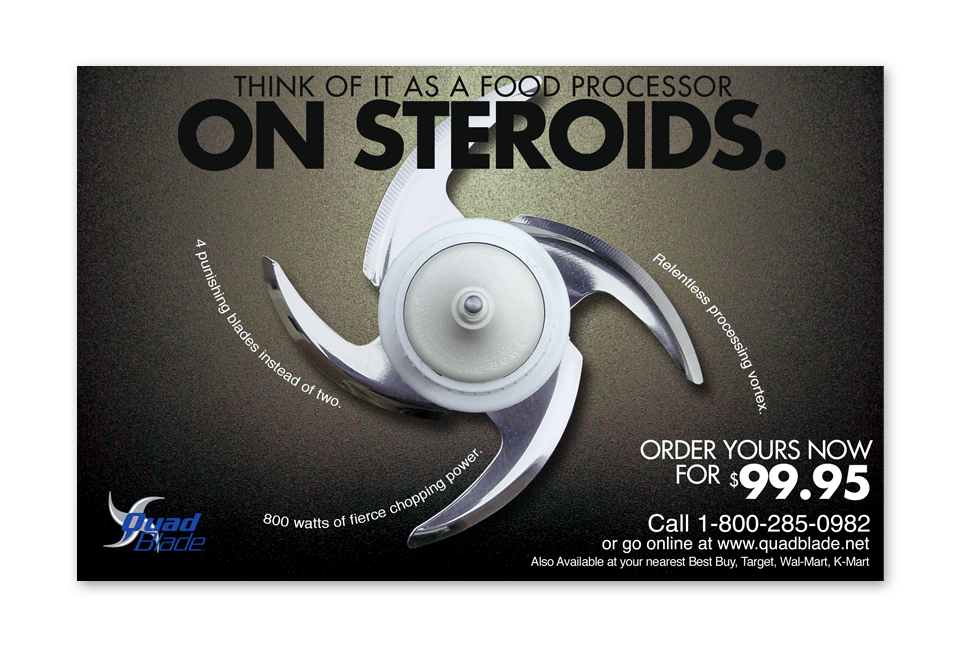 THINK OF IT AS A FOOD PROCESSOR
ON STEROIDS.
4 punishing blades instead of two.
Relentless processing vortex.
800 watts of fierce chopping power.
ORDER YOURS NOW
FOR $99.95
Call 1-800-285-0982
or go online at www.quadblade.net
Also Available at your nearest Best Buy, Target, Wal-Mart, K-Mart
Quad
Blade